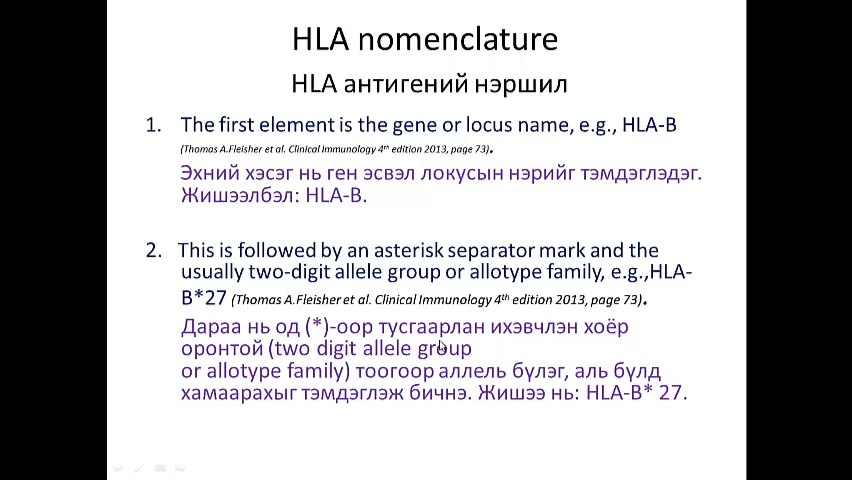 HLA nomenclature
HLA антигений нэршил
1. The first element is the gene or locus name, e.g., HLA-B
(Thomas A.Fleisher et al. Clinical Immunology 4th edition 2013, page 73).
Эхний хэсэг нь ген эсвэл локусын нэрийг тэмдэглэдэг.
Жишээлбэл: HLA-B.
2. This is followed by an asterisk separator mark and the
usually two-digit allele group or allotype family, e.g.,HLA-
B*27 (Thomas A.Fleisher et al. Clinical Immunology 4th edition 2013, page 73).
Дараа нь од (*)-оор тусгаарлан ихэвчлэн хоёр
оронтой (two digit allele group
or allotype family) тоогоор аллель бүлэг, аль бүлд
хамаарахыг тэмдэглэж бичнэ. Жишээ нь: HLA-B* 27.